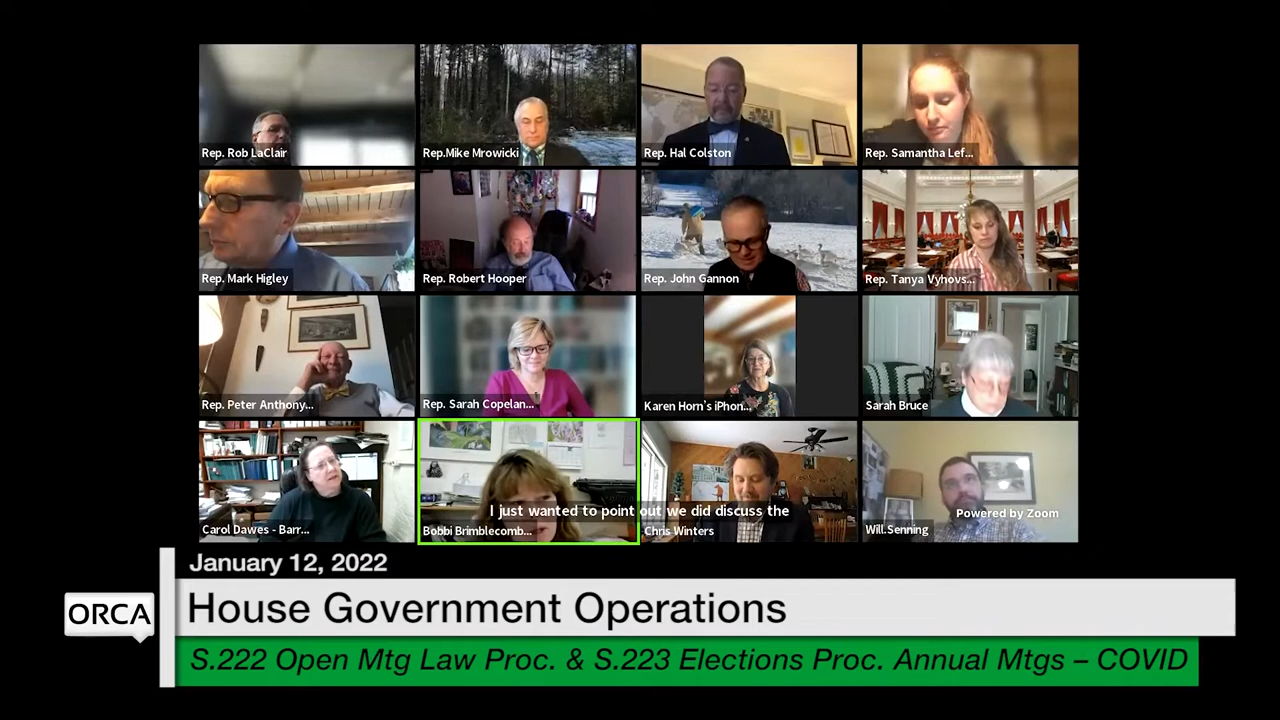 Rep. Rob LaClair
Rep.Mike Mrowicki
Rep. Hal Colston
Rep. Samantha Lef...
Rep. Mark Higley
Rep. Robert Hooper
Rep. John Gannon
Rep. Tanya Vyhovs...
Rep. Peter Anthony...
Rep. Sarah Copelan...
Karen Horn's iPhon...
Sarah Bruce
Carol Dawes - Barr...
Bobbi Brimblecomb...
Chris Winters
Will.Senning
I just wanted to point out we did discuss the
Powered by Zoom
January 12, 2022
ORCA
House Government Operations
S.222 Open Mtg Law Proc. & S.223 Elections Proc. Annual Mtgs – COVID